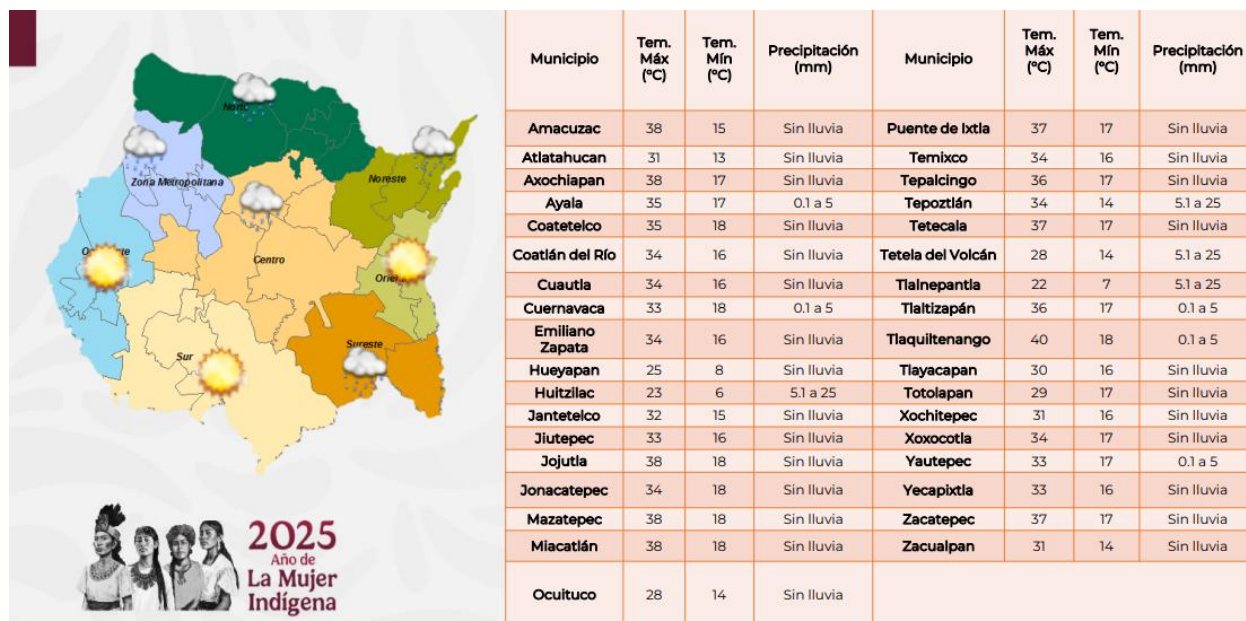 Norte
Zona Metropolitana
Noreste
Centro
Sur
Sureste
2025
Año de
La Mujer
Indígena
Municipio Tem. Máx (°C) Tem. Mín (°C) Precipitación (mm) Municipio Tem. Máx (°C) Tem. Mín (°C) Precipitación (mm)
Amacuzac 38 15 Sin lluvia Puente de Ixtla 37 17 Sin lluvia
Atlatahucan 31 13 Sin lluvia Temixco 34 16 Sin lluvia
Axochiapan 38 17 Sin lluvia Tepalcingo 36 17 Sin lluvia
Ayala 35 17 0.1 a 5 Tepoztlán 34 14 5.1 a 25
Coatetelco 35 18 Sin lluvia Tetecala 37 17 Sin lluvia
Coatlán del Río 34 16 Sin lluvia Tetela del Volcán 28 14 5.1 a 25
Cuautla 34 16 Sin lluvia Tlalnepantla 22 7 5.1 a 25
Cuernavaca 33 18 0.1 a 5 Tlaltizapán 36 17 0.1 a 5
Emiliano Zapata 34 16 Sin lluvia Tlaquiltenango 40 18 0.1 a 5
Hueyapan 25 8 Sin lluvia Tlayacapan 30 16 Sin lluvia
Huitzilac 23 6 5.1 a 25 Totolapan 29 17 Sin lluvia
Jantetelco 32 15 Sin lluvia Xochitepec 31 16 Sin lluvia
Jiutepec 33 16 Sin lluvia Xoxocotla 34 17 Sin lluvia
Jojutla 38 18 Sin lluvia Yautepec 33 17 0.1 a 5
Jonacatepec 34 18 Sin lluvia Yecapixtla 33 16 Sin lluvia
Mazatepec 38 18 Sin lluvia Zacatepec 37 17 Sin lluvia
Miacatlán 38 18 Sin lluvia Zacualpan 31 14 Sin lluvia
Ocuituco 28 14 Sin lluvia